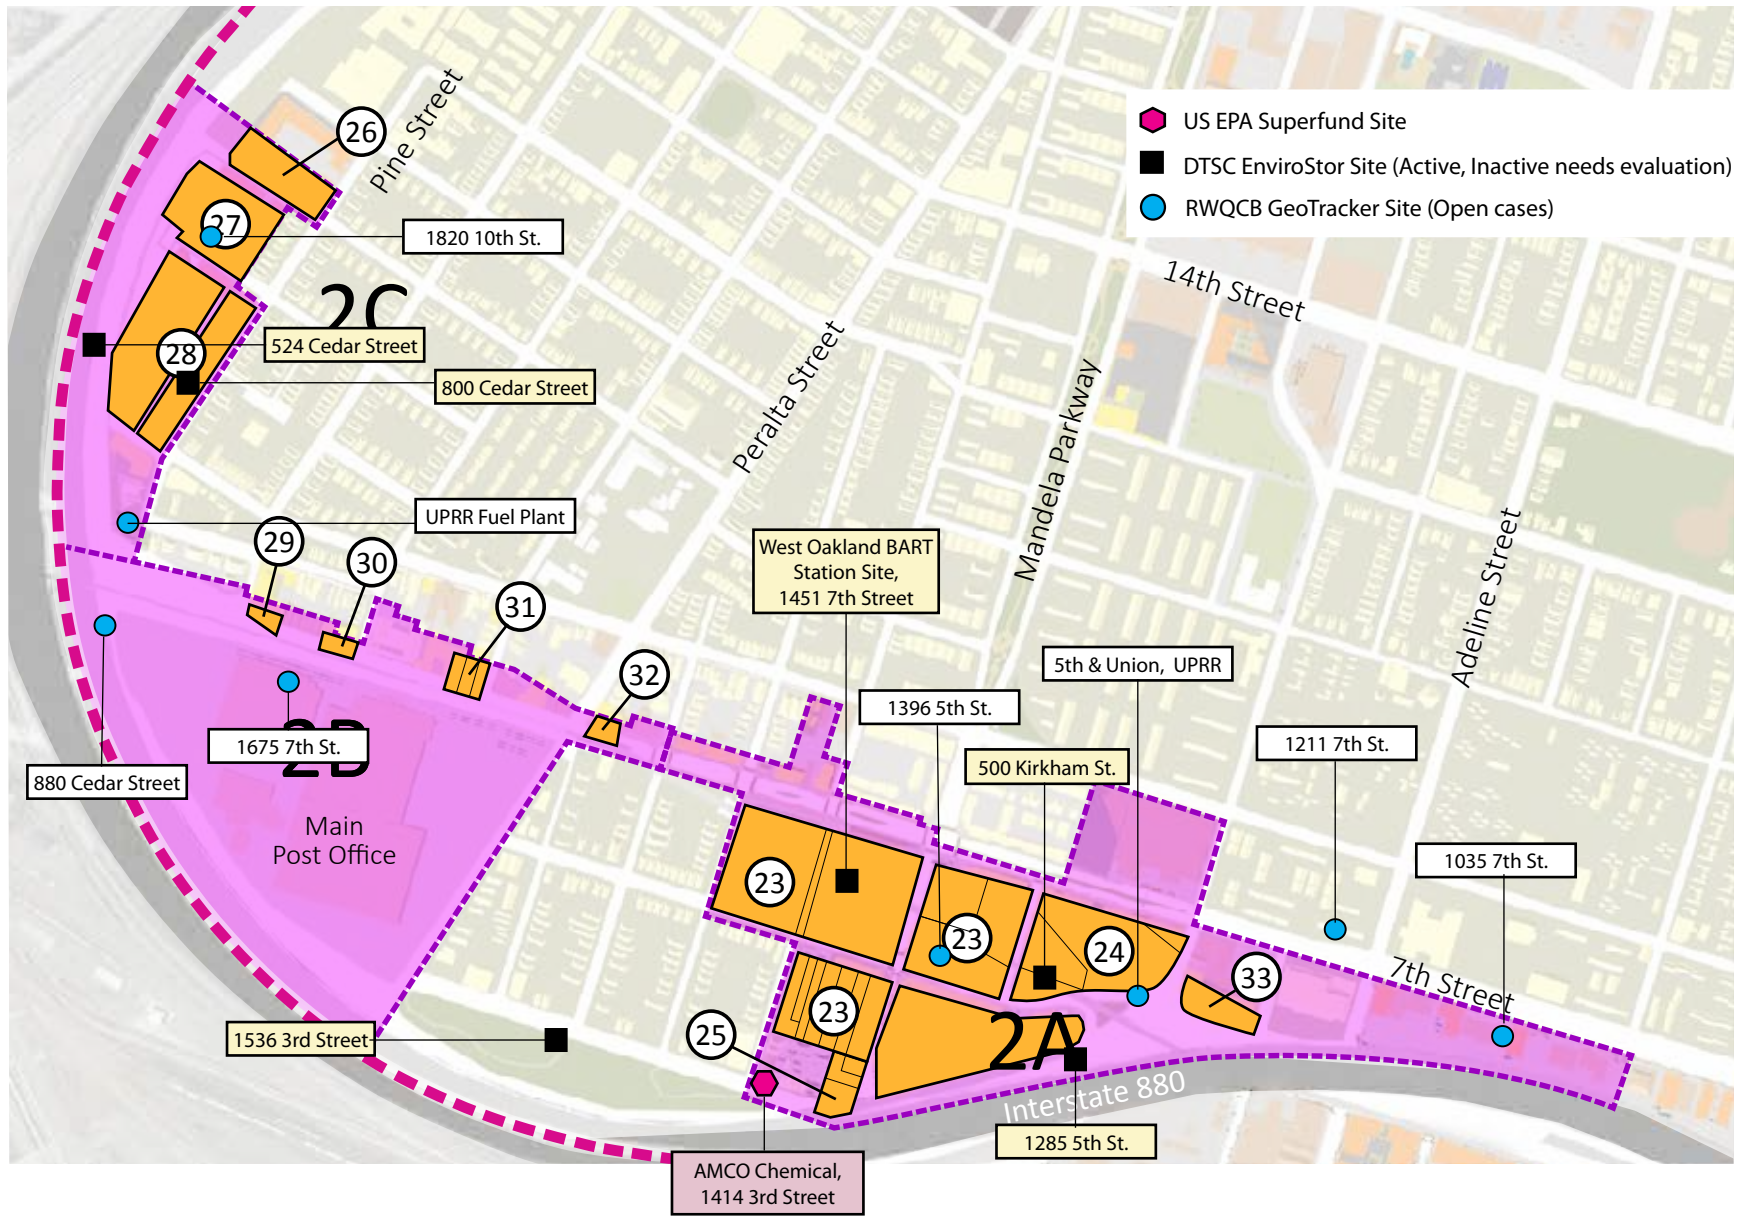 US EPA Superfund Site
DTSC EnviroStor Site (Active, Inactive needs evaluation)
RWQCB GeoTracker Site (Open cases)
26
Pine Street
27
1820 10th St.
2C
14th Street
524 Cedar Street
28
800 Cedar Street
Peralta Street
Mandela Parkway
UPRR Fuel Plant
29
30
31
West Oakland BART
Station Site,
1451 7th Street
Adeline Street
32
5th & Union, UPRR
1396 5th St.
1211 7th St.
1675 7th St.
2B
880 Cedar Street
500 Kirkham St.
Main
Post Office
1035 7th St.
23
23
24
33
7th Street
23
25
2A
1536 3rd Street
Interstate 880
1285 5th St.
AMCO Chemical,
1414 3rd Street